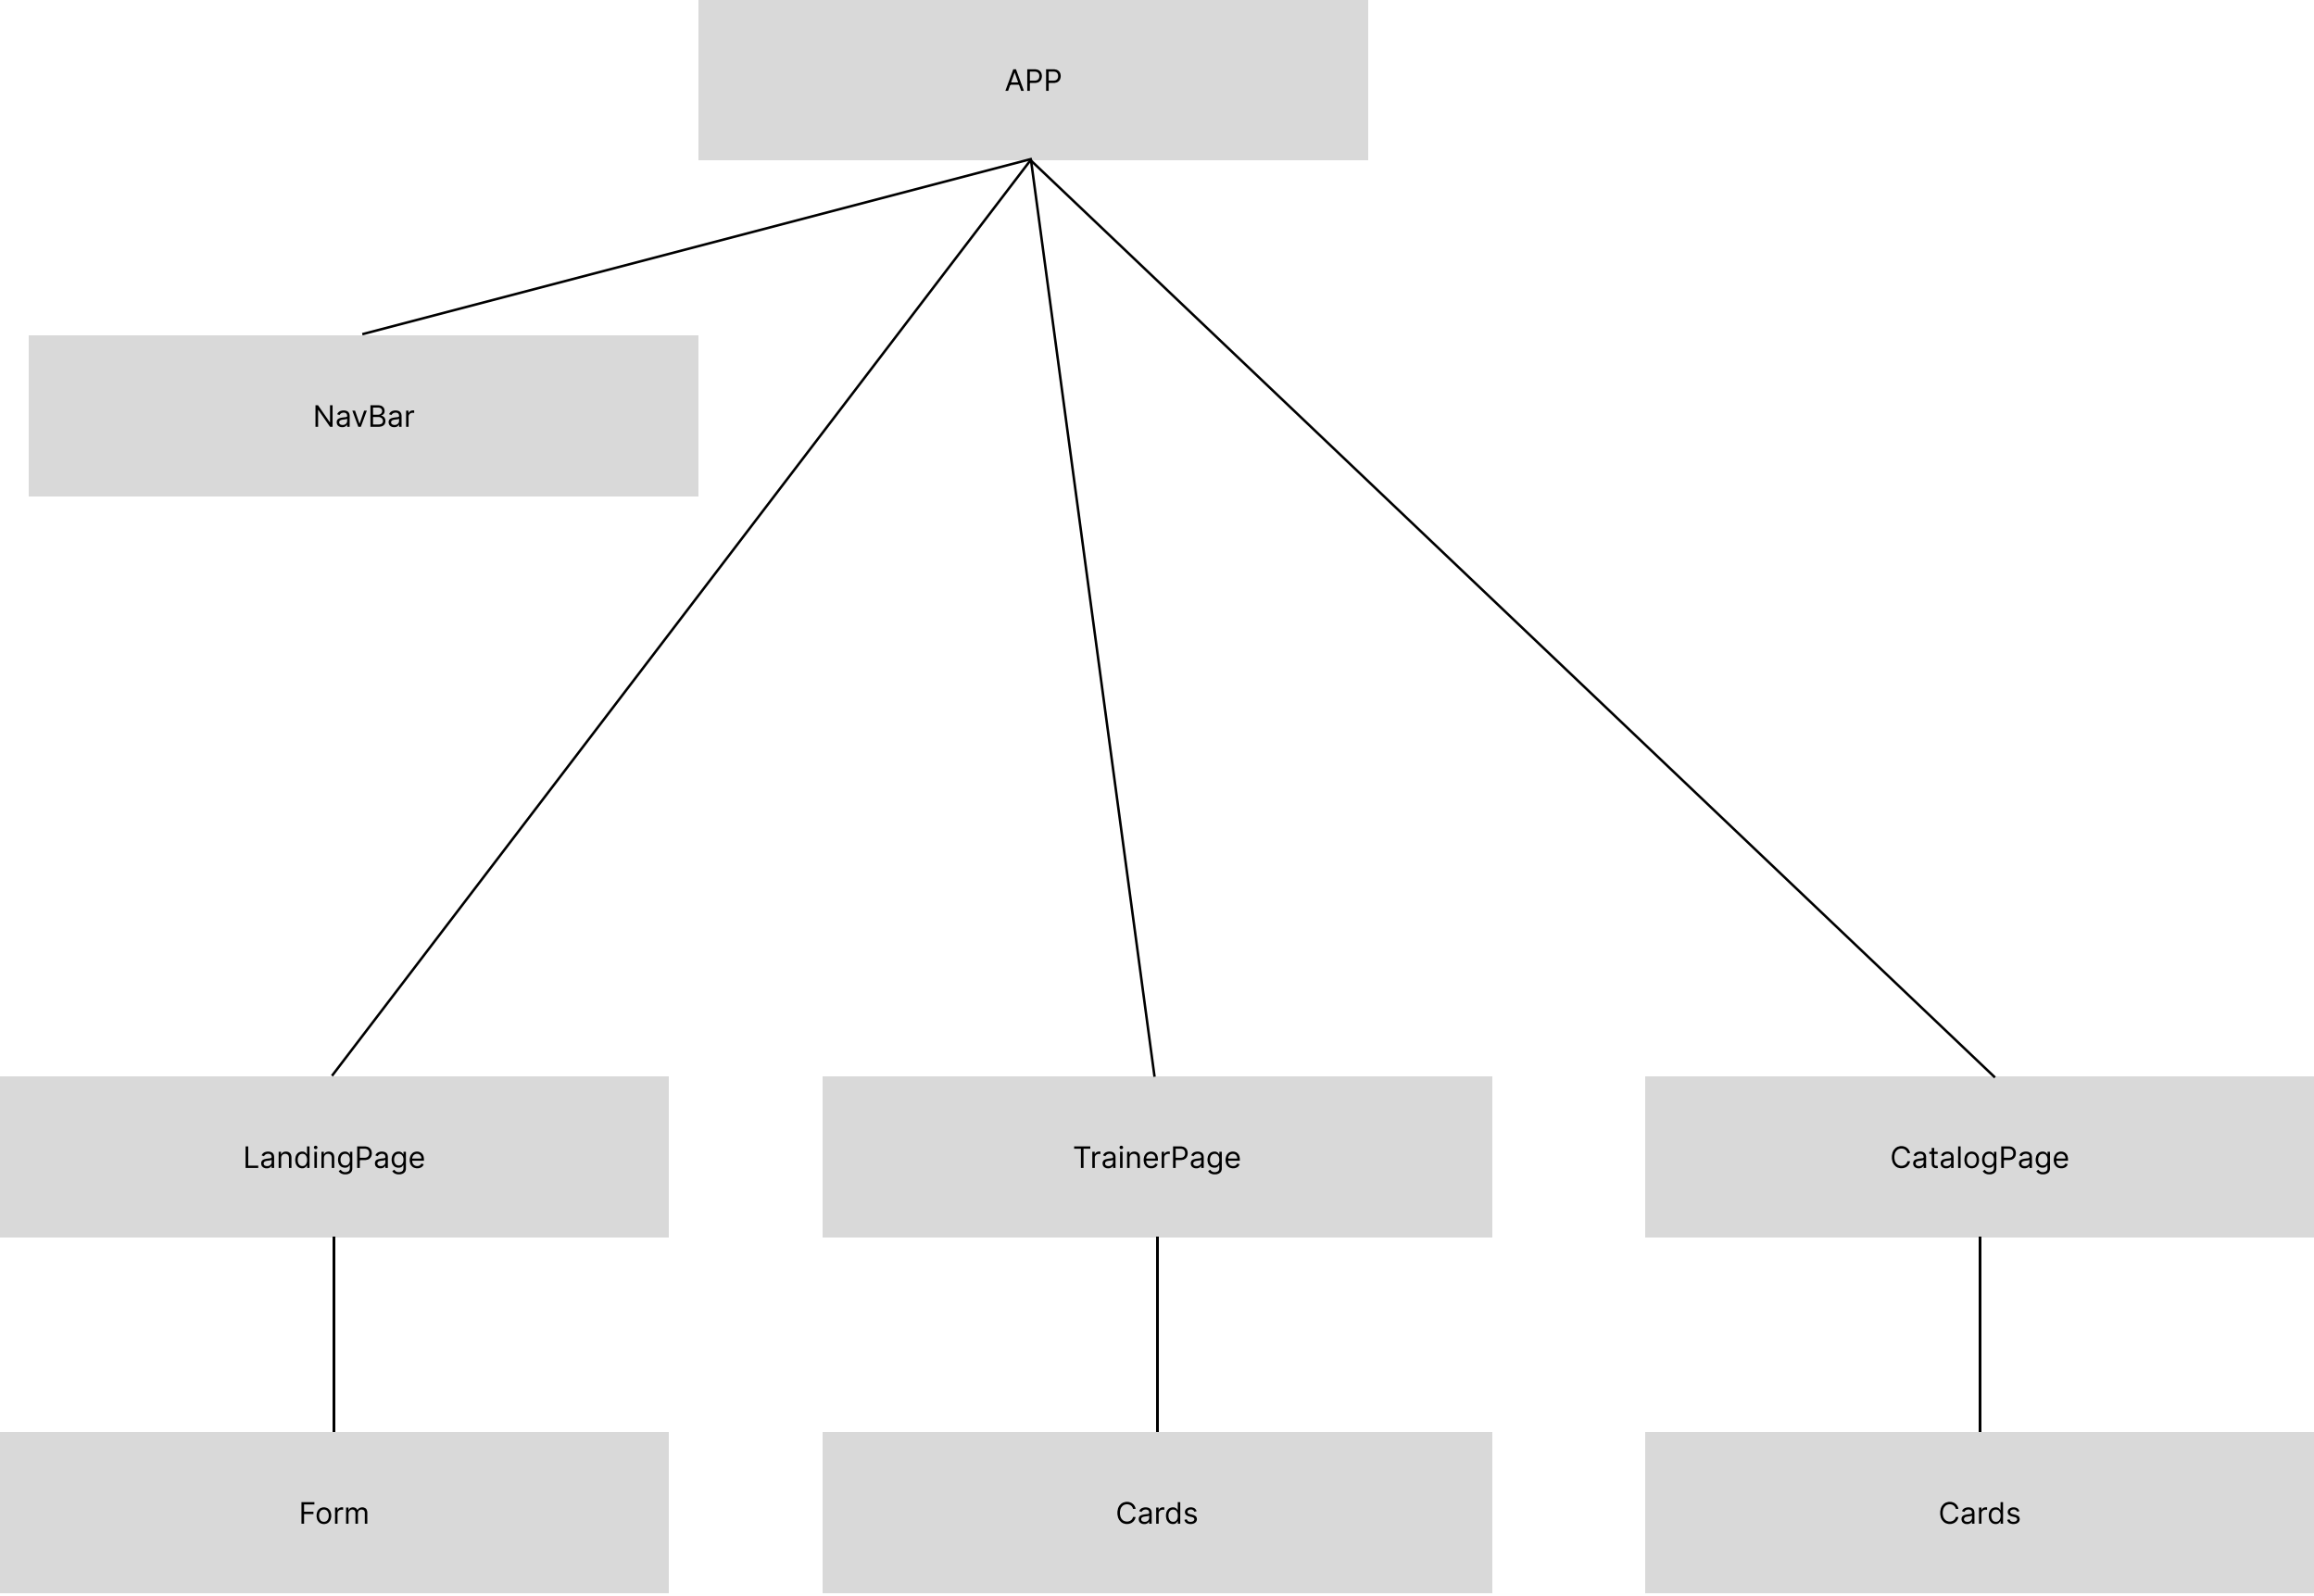 APP
NavBar
LandingPage
TrainerPage
CatalogPage
Form
Cards
Cards